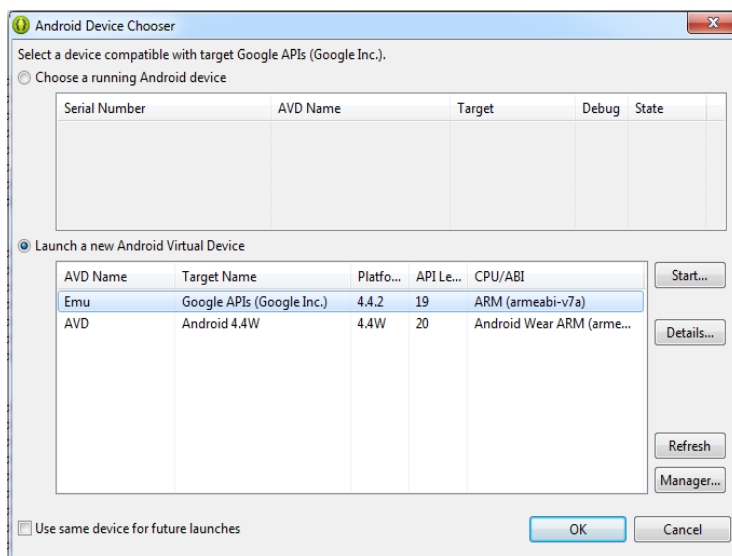 Android Device Chooser
Select a device compatible with target Google APIs (Google Inc.).
Choose a running Android device
Serial Number AVD Name Target Debug State
Launch a new Android Virtual Device
AVD Name Target Name Platfo... API Le... CPU/ABI
Emu Google APIs (Google Inc.) 4.4.2 19 ARM (armeabi-v7a)
AVD Android 4.4W 4.4W 20 Android Wear ARM (arme...
Start...
Details...
Refresh
Manager...
Use same device for future launches
OK Cancel